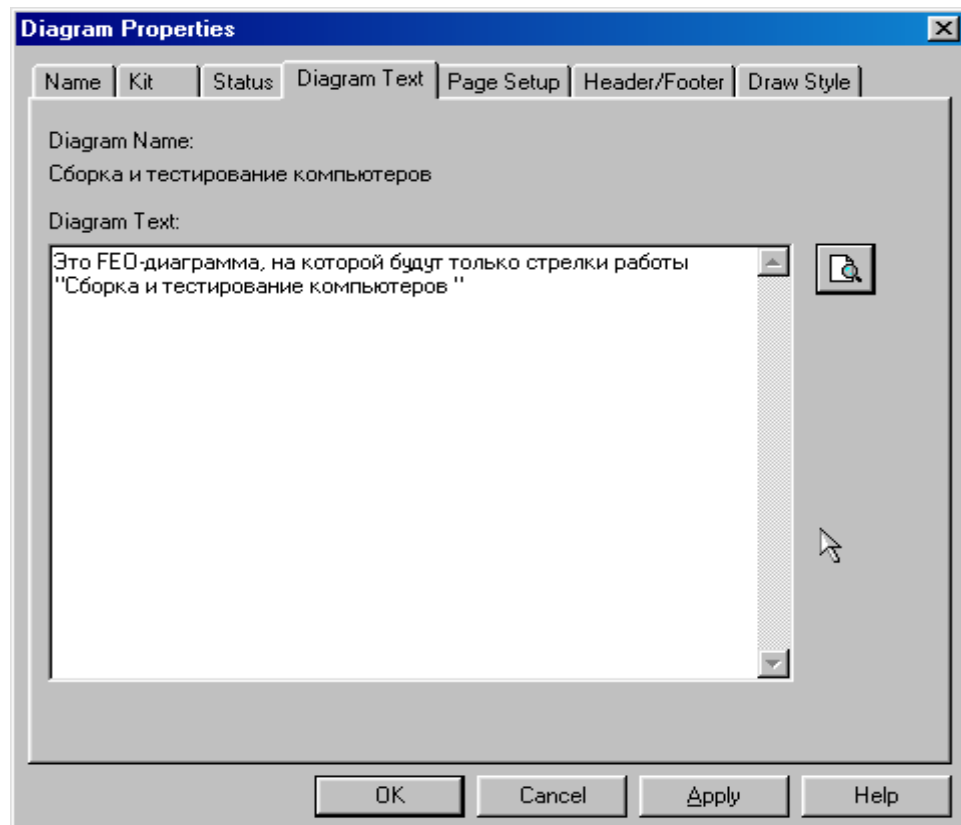 Diagram Properties
Name Kit Status Diagram Text Page Setup Header/Footer Draw Style
Diagram Name:
Сборка и тестирование компьютеров
Diagram Text:
Это FEO-диаграмма, на которой будут только стрелки работы
"Сборка и тестирование компьютеров "
OK Cancel Apply Help